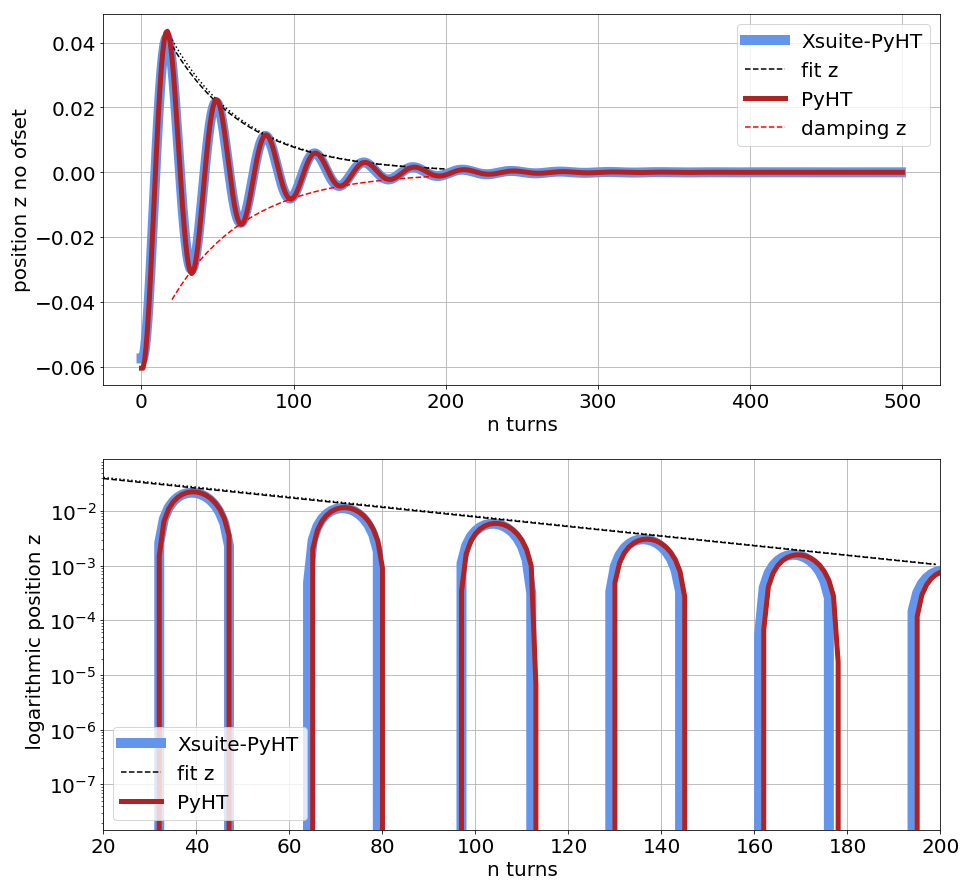 position z no ofset
0.04
0.02
0.00
−0.02
−0.04
−0.06
Xsuite-PyHT
fit z
PyHT
damping z
0 100 200 300 400 500
n turns
logarithmic position z
10⁻²
10⁻³
10⁻⁴
10⁻⁵
10⁻⁶
10⁻⁷
Xsuite-PyHT
fit z
PyHT
20 40 60 80 100 120 140 160 180 200
n turns